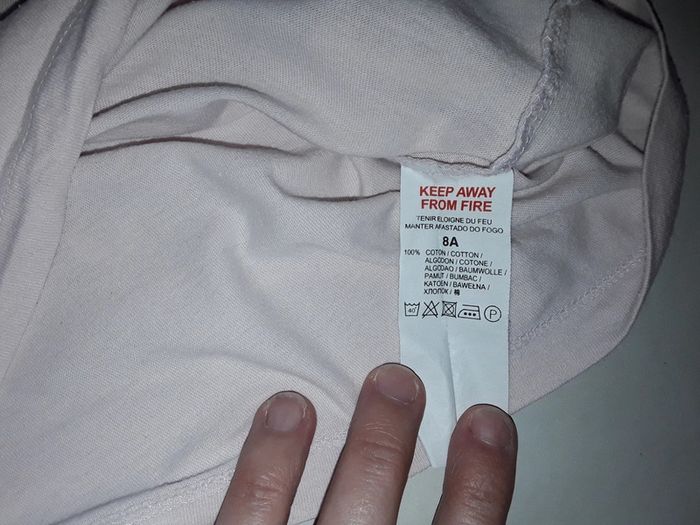 KEEP AWAY
FROM FIRE
TENIR ELOIGNE DU FEU
MANTER AFASTADO DO FOGO
8A
100% COTON / COTTON /
ALGODON / COTONE /
ALGODAO / BAUMWOLLE /
PAMUT / BUMBAC /
KATOEN / BAWEŁNA /
ХЛОПОК / 棉
40° P